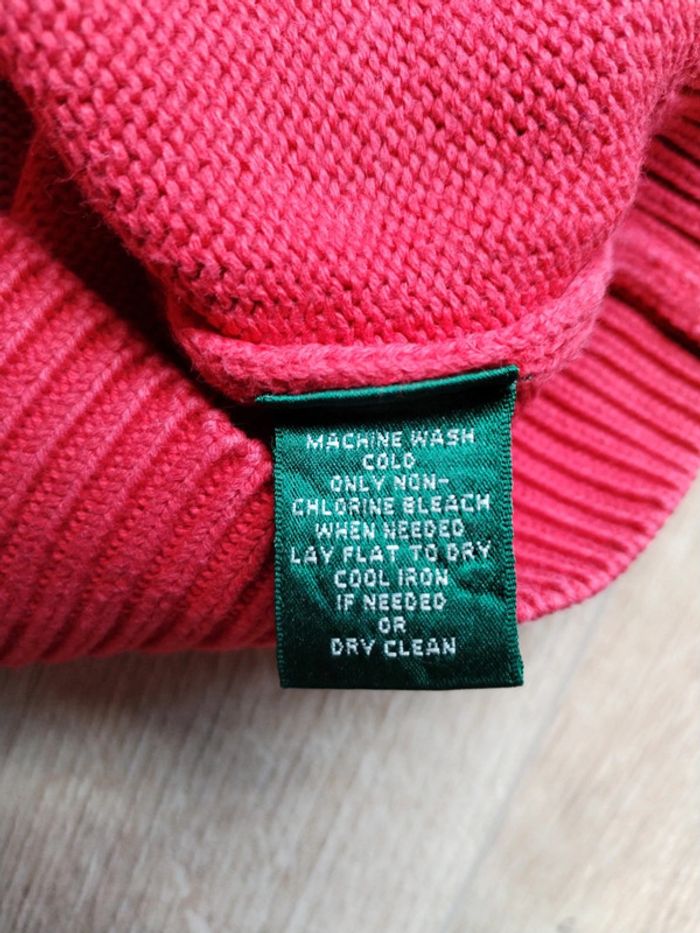 MACHINE WASH
COLD
ONLY NON-
CHLORINE BLEACH
WHEN NEEDED
LAY FLAT TO DRY
COOL IRON
IF NEEDED
OR
DRY CLEAN